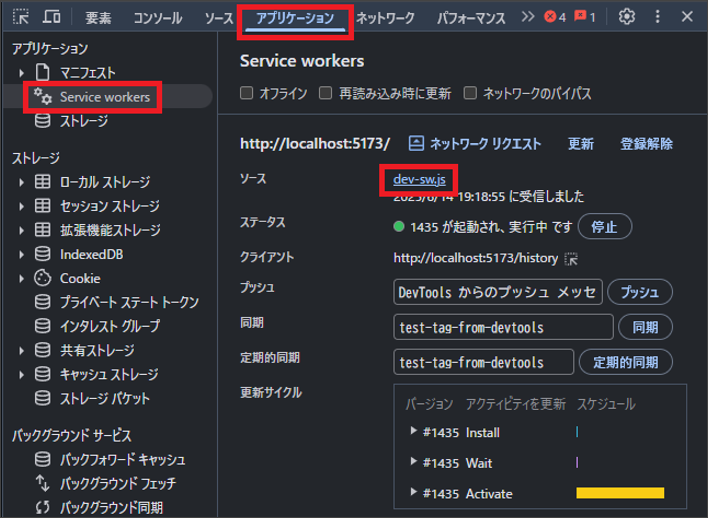 要素 コンソール ソース アプリケーション ネットワーク パフォーマンス 4 1
アプリケーション
マニフェスト
Service workers
ストレージ
ストレージ
ローカル ストレージ
セッション ストレージ
拡張機能ストレージ
IndexedDB
Cookie
プライベート ステート トークン
インタレスト グループ
共有ストレージ
キャッシュ ストレージ
ストレージ バケット
バックグラウンド サービス
バックフォワード キャッシュ
バックグラウンド フェッチ
バックグラウンド同期
Service workers
オフライン 再読み込み時に更新 ネットワークのバイパス
http://localhost:5173/ ネットワーク リクエスト 更新 登録解除
ソース dev-sw.js
2025/8/14 19:18:55 に受信しました
ステータス 1435 が起動され、実行中 です 停止
クライアント http://localhost:5173/history
プッシュ DevTools からのプッシュ メッセ プッシュ
同期 test-tag-from-devtools 同期
定期的同期 test-tag-from-devtools 定期的同期
更新サイクル
バージョン アクティビティを更新 スケジュール
#1435 Install
#1435 Wait
#1435 Activate